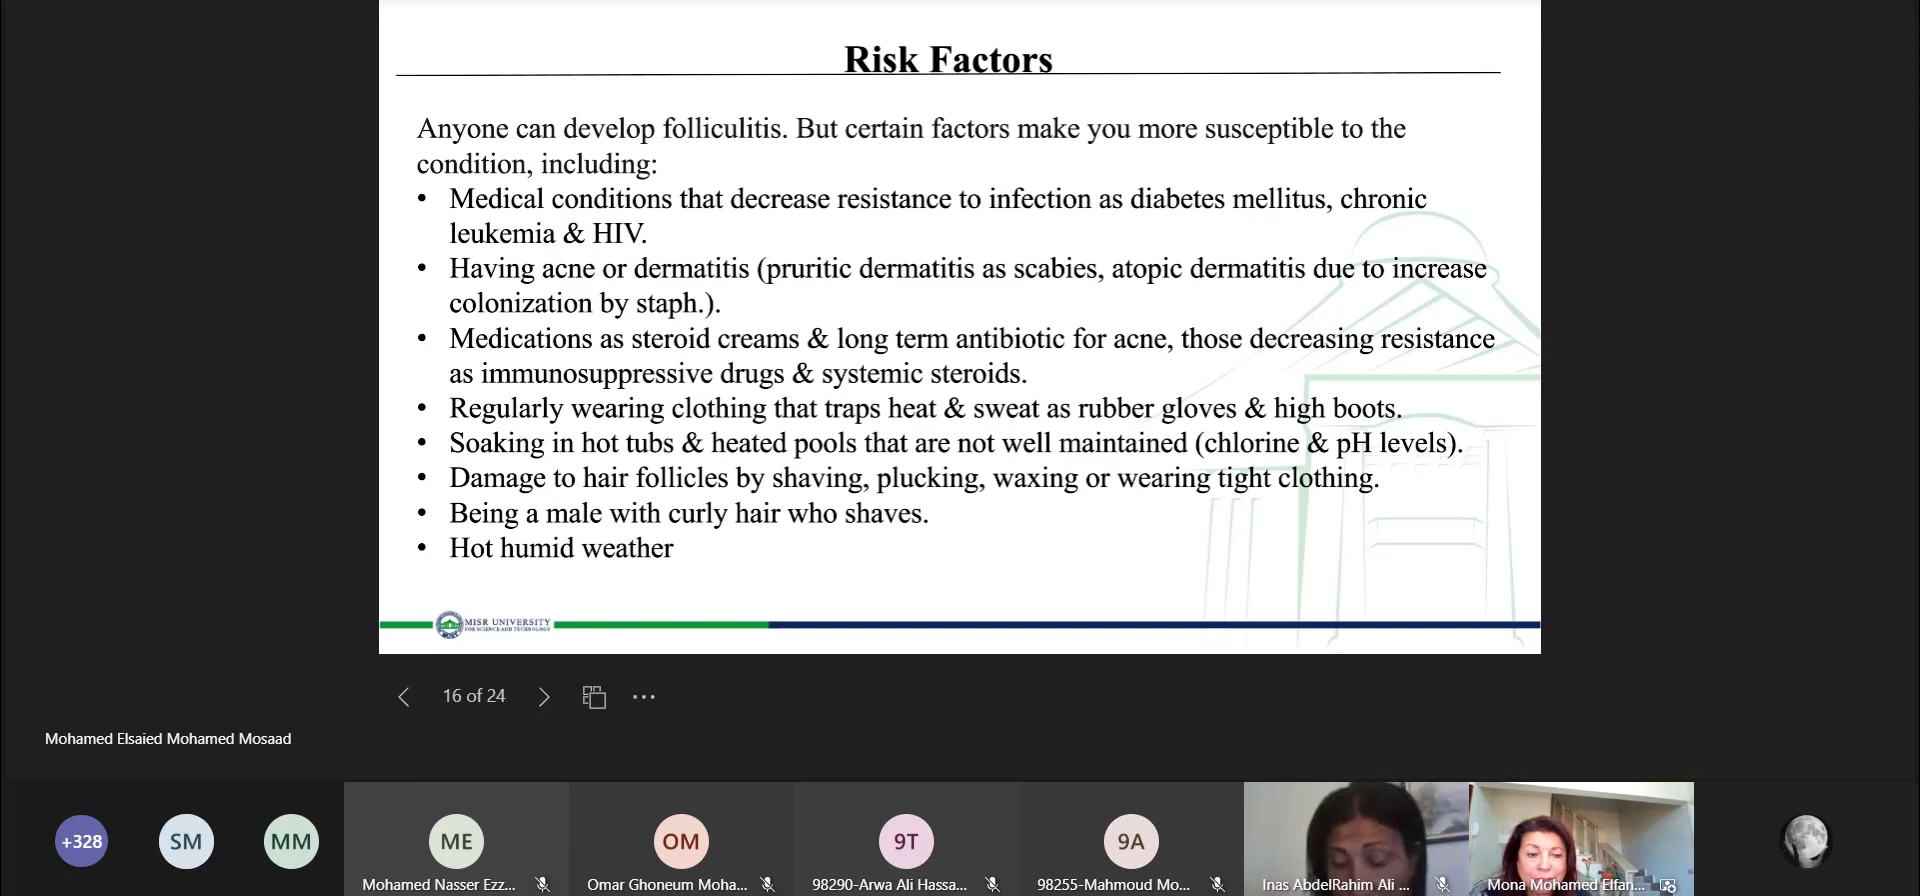 Risk Factors
Anyone can develop folliculitis. But certain factors make you more susceptible to the
condition, including:
• Medical conditions that decrease resistance to infection as diabetes mellitus, chronic
leukemia & HIV.
• Having acne or dermatitis (pruritic dermatitis as scabies, atopic dermatitis due to increase
colonization by staph.).
• Medications as steroid creams & long term antibiotic for acne, those decreasing resistance
as immunosuppressive drugs & systemic steroids.
• Regularly wearing clothing that traps heat & sweat as rubber gloves & high boots.
• Soaking in hot tubs & heated pools that are not well maintained (chlorine & pH levels).
• Damage to hair follicles by shaving, plucking, waxing or wearing tight clothing.
• Being a male with curly hair who shaves.
• Hot humid weather
MISR UNIVERSITY
FOR SCIENCE AND TECHNOLOGY
16 of 24
Mohamed Elsaied Mohamed Mosaad
+328
SM
MM
ME
OM
9T
9A
Mohamed Nasser Ezz...
Omar Ghoneum Moha...
98290-Arwa Ali Hassa...
98255-Mahmoud Mo...
Inas AbdelRahim Ali ...
Mona Mohamed Elfan...